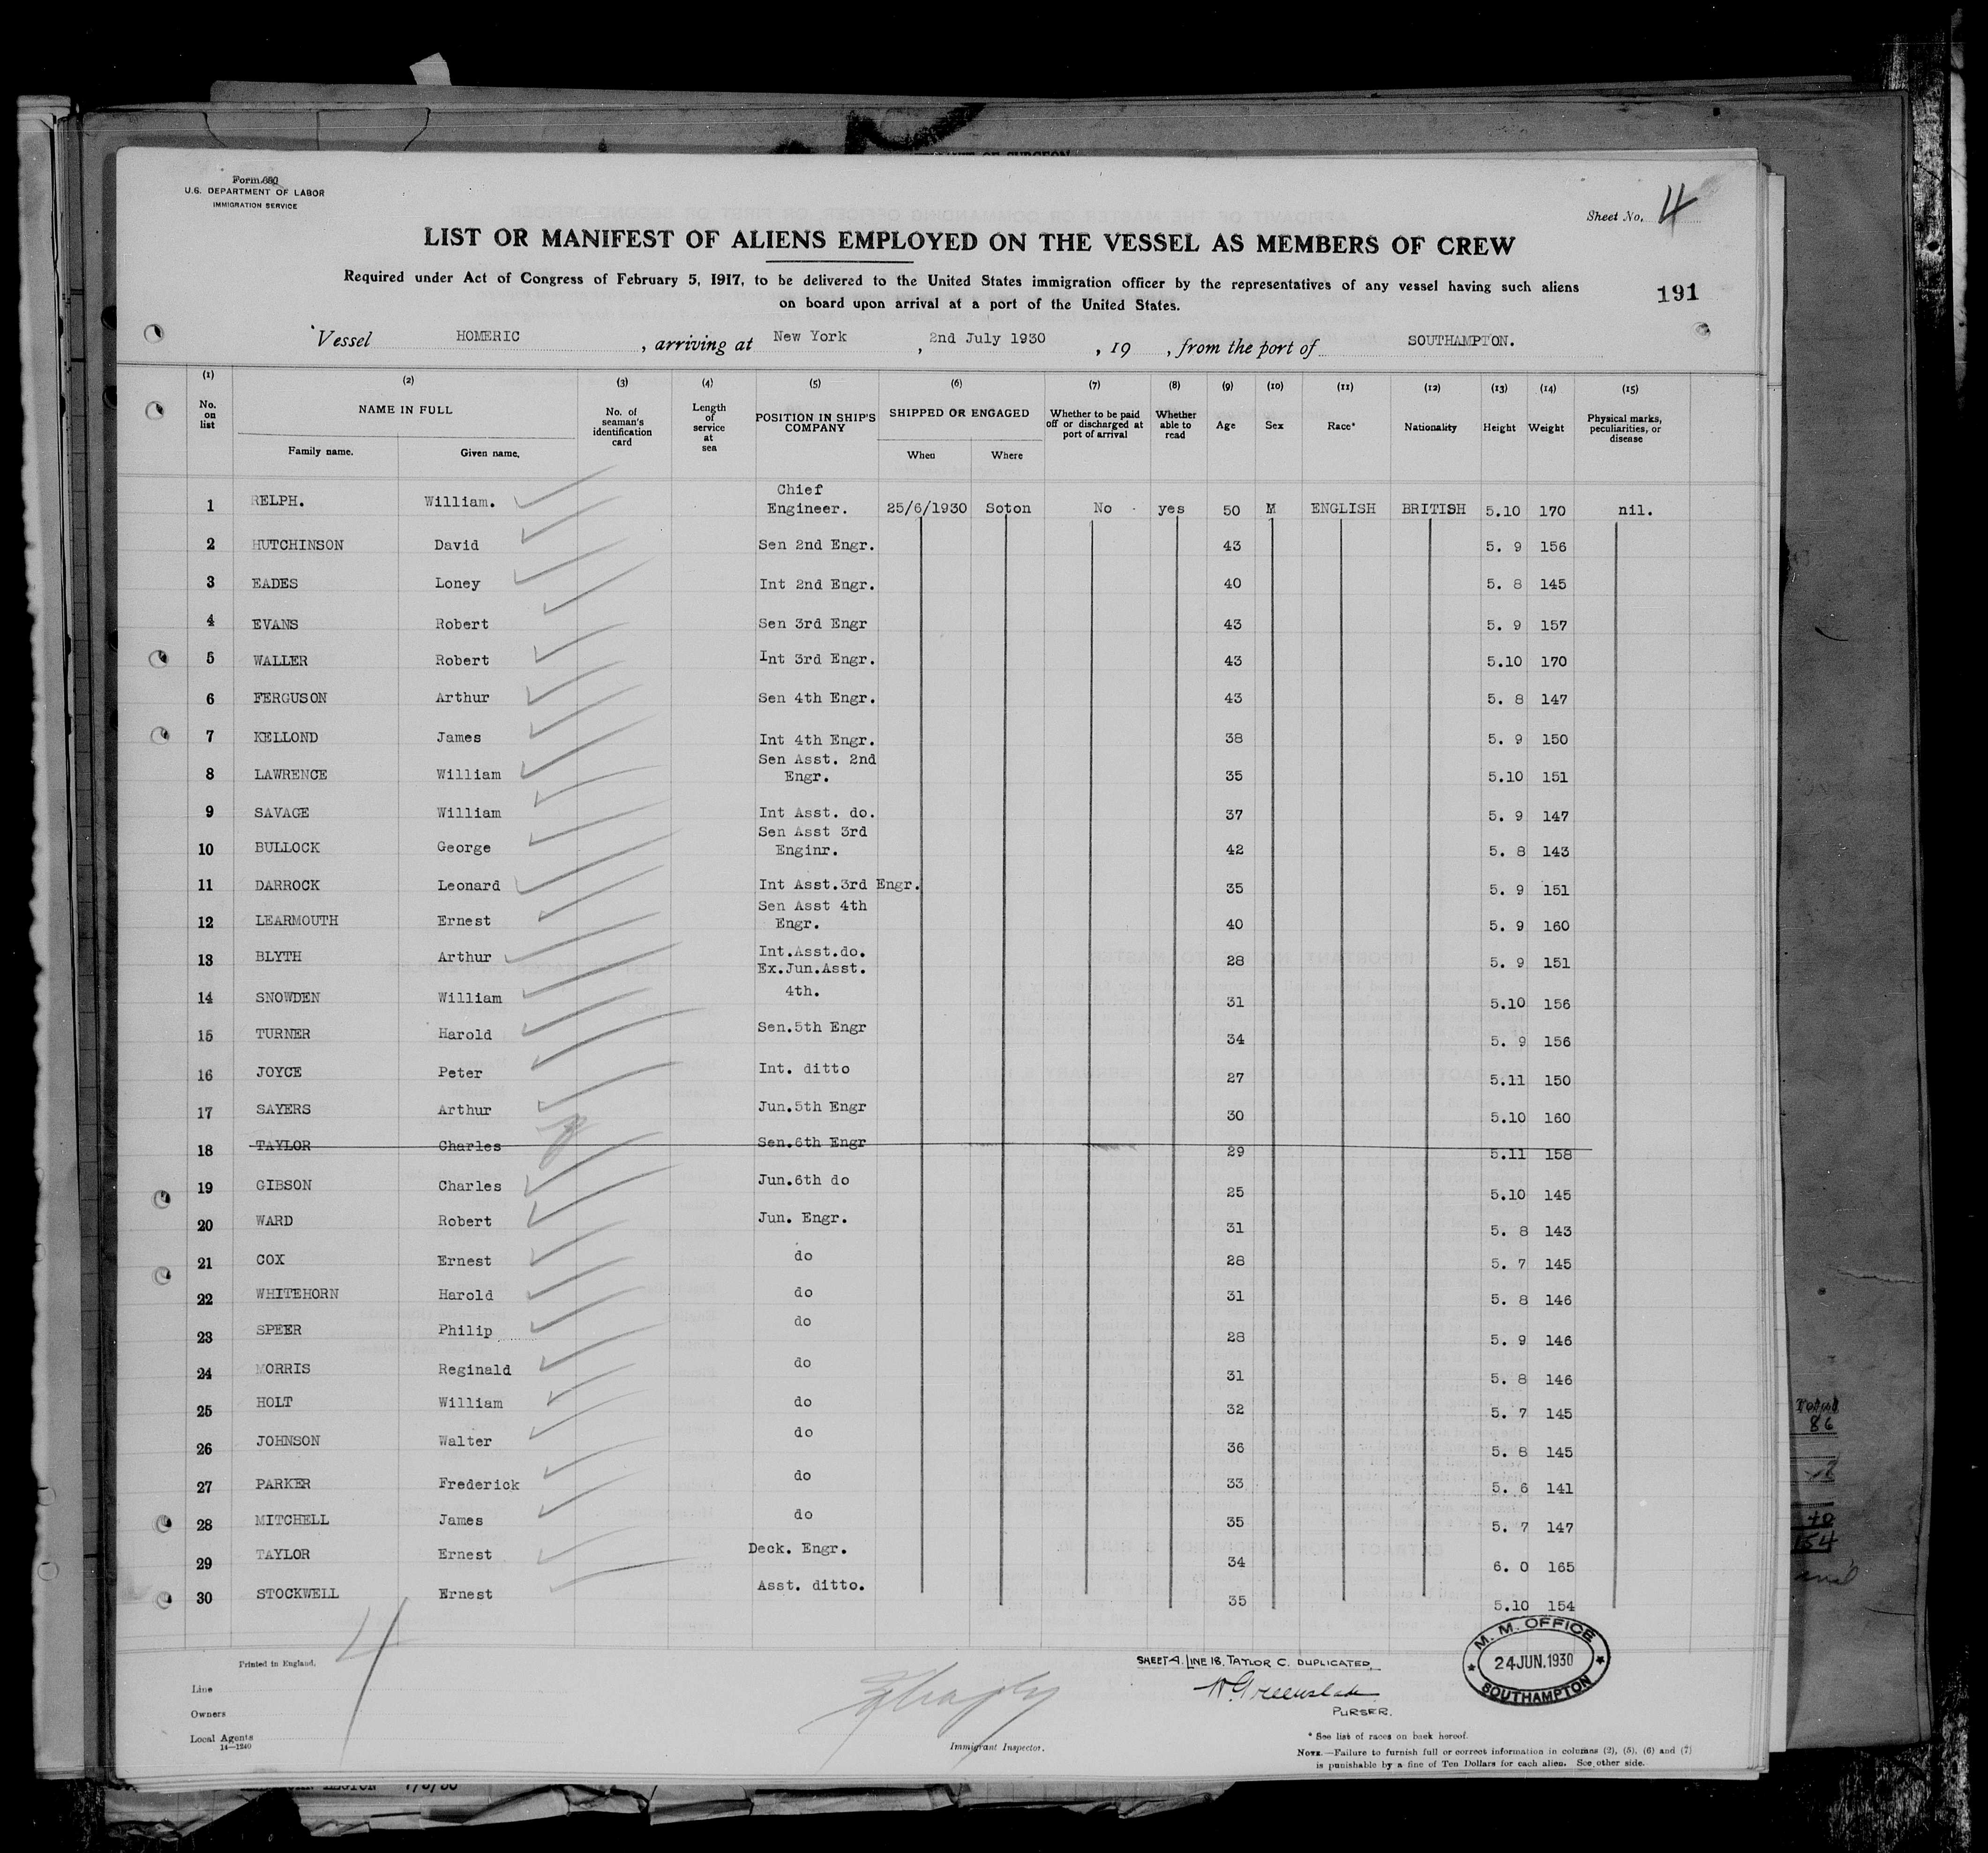 Form 680
U.S. DEPARTMENT OF LABOR
IMMIGRATION SERVICE
Sheet No. 4
LIST OR MANIFEST OF ALIENS EMPLOYED ON THE VESSEL AS MEMBERS OF CREW
Required under Act of Congress of February 5, 1917, to be delivered to the United States immigration officer by the representatives of any vessel having such aliens
on board upon arrival at a port of the United States.
191
Vessel HOMERIC, arriving at New York, 2nd July 1930, 19, from the port of SOUTHAMPTON.
(1) (2) (3) (4) (5) (6) (7) (8) (9) (10) (11) (12) (13) (14) (15)
No. on list NAME IN FULL No. of seaman's identification card Length of service at sea POSITION IN SHIP'S COMPANY SHIPPED OR ENGAGED Whether to be paid off or discharged at port of arrival Whether able to read Age Sex Race* Nationality Height Weight Physical marks, peculiarities, or disease
Family name. Given name. When Where
1 RELPH. William. Chief Engineer. 25/6/1930 Soton No yes 50 M ENGLISH BRITISH 5.10 170 nil.
2 HUTCHINSON David Sen 2nd Engr. 43 5. 9 156
3 EADES Loney Int 2nd Engr. 40 5. 8 145
4 EVANS Robert Sen 3rd Engr 43 5. 9 157
5 WALLER Robert Int 3rd Engr. 43 5.10 170
6 FERGUSON Arthur Sen 4th Engr. 43 5. 8 147
7 KELLOND James Int 4th Engr. 38 5. 9 150
8 LAWRENCE William Sen Asst. 2nd Engr. 35 5.10 151
9 SAVAGE William Int Asst. do. 37 5. 9 147
10 BULLOCK George Sen Asst 3rd Enginr. 42 5. 8 143
11 DARROCK Leonard Int Asst.3rd Engr. 35 5. 9 151
12 LEARMOUTH Ernest Sen Asst 4th Engr. 40 5. 9 160
13 BLYTH Arthur Int.Asst.do. 28 5. 9 151
14 SNOWDEN William Ex.Jun.Asst. 4th. 31 5.10 156
15 TURNER Harold Sen.5th Engr 34 5. 9 156
16 JOYCE Peter Int. ditto 27 5.11 150
17 SAYERS Arthur Jun.5th Engr 30 5.10 160
18 TAYLOR Charles Sen.6th Engr 29 5.11 158
19 GIBSON Charles Jun.6th do 25 5.10 145
20 WARD Robert Jun. Engr. 31 5. 8 143
21 COX Ernest do 28 5. 7 145
22 WHITEHORN Harold do 31 5. 8 146
23 SPEER Philip do 28 5. 9 146
24 MORRIS Reginald do 31 5. 8 146
25 HOLT William do 32 5. 7 145
26 JOHNSON Walter do 36 5. 8 145
27 PARKER Frederick do 33 5. 6 141
28 MITCHELL James do 35 5. 7 147
29 TAYLOR Ernest Deck. Engr. 34 6. 0 165
30 STOCKWELL Ernest Asst. ditto. 35 5.10 154
4
Printed in England.
Line
Owners
Local Agents
14—1240
Immigrant Inspector.
SHEET 4. LINE 18, TAYLOR C. DUPLICATED.
PURSER.
M. M. OFFICE
24 JUN. 1930
SOUTHAMPTON
* See list of races on back hereof.
NOTE.—Failure to furnish full or correct information in columns (2), (5), (6) and (7)
is punishable by a fine of Ten Dollars for each alien. See other side.
Total
86
40
154